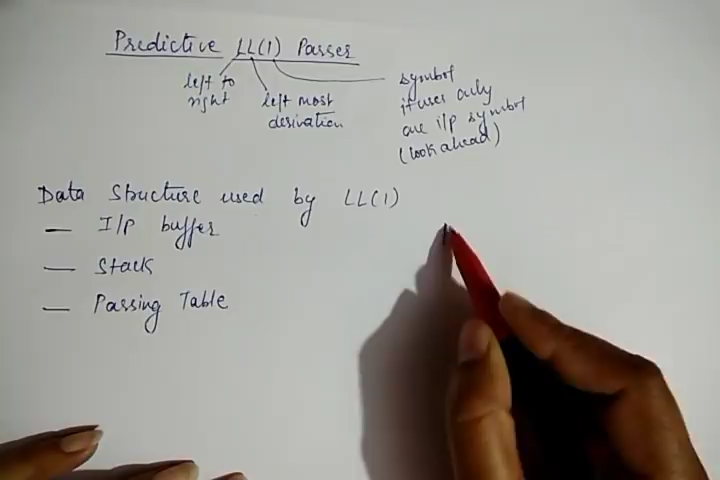 Predictive LL(1) Parser
left to
right
left most
derivation
symbol
it uses only
one i/p symbol
(look ahead)
Data Structure used by LL(1)
— I/P buffer
— Stack
— Parsing Table